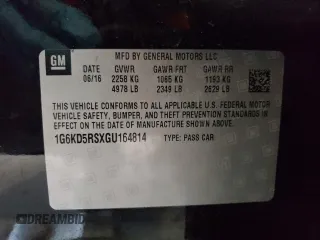 GM
MFD BY GENERAL MOTORS LLC
DATE GVWR GAWR-FRT GAWR RR
06/16 2258 KG 1065 KG 1193 KG
4978 LB 2349 LB 2629 LB
THIS VEHICLE CONFORMS TO ALL APPLICABLE U.S. FEDERAL MOTOR
VEHICLE SAFETY, BUMPER, AND THEFT PREVENTION STANDARDS IN
EFFECT ON THE DATE OF MANUFACTURE SHOWN ABOVE.
1G6KD5RSXGU164814 TYPE: PASS CAR
DREAMBID